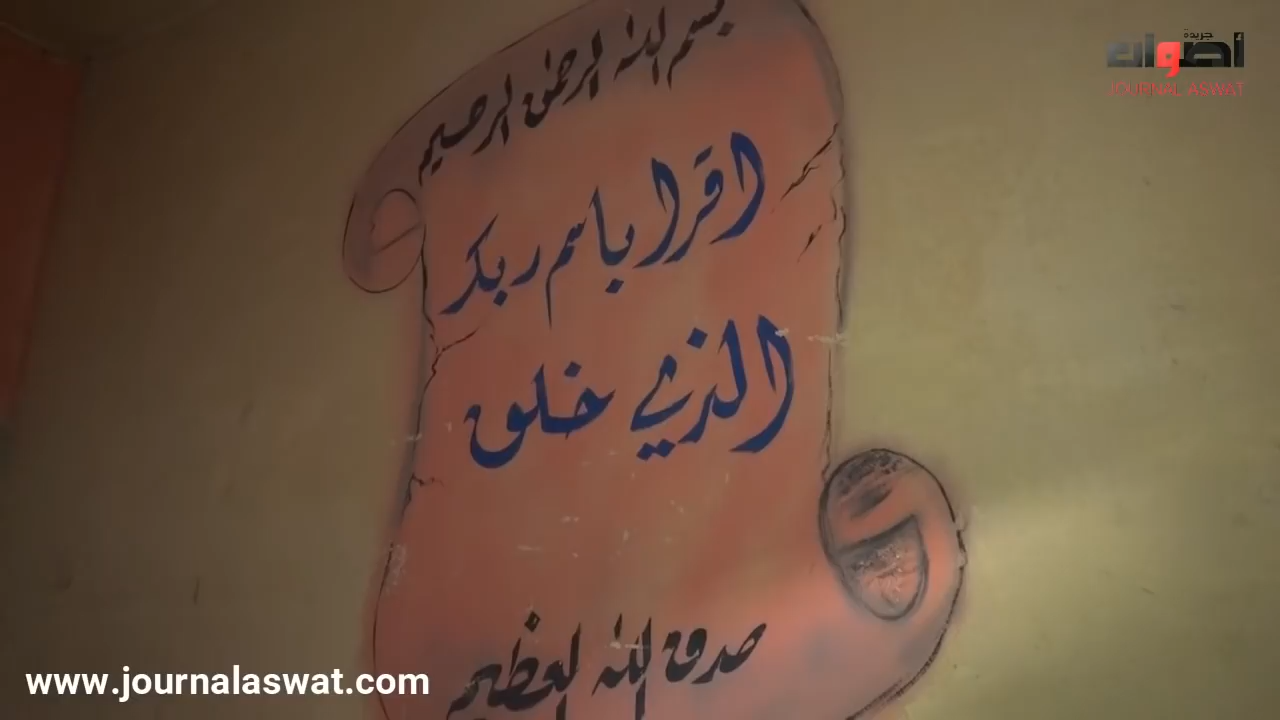 بسم الله الرحمن الرحيم
اقرا باسم ربك
الذي خلق
صدق الله العظيم
جريدة
أصوات
JOURNAL ASWAT
www.journalaswat.com